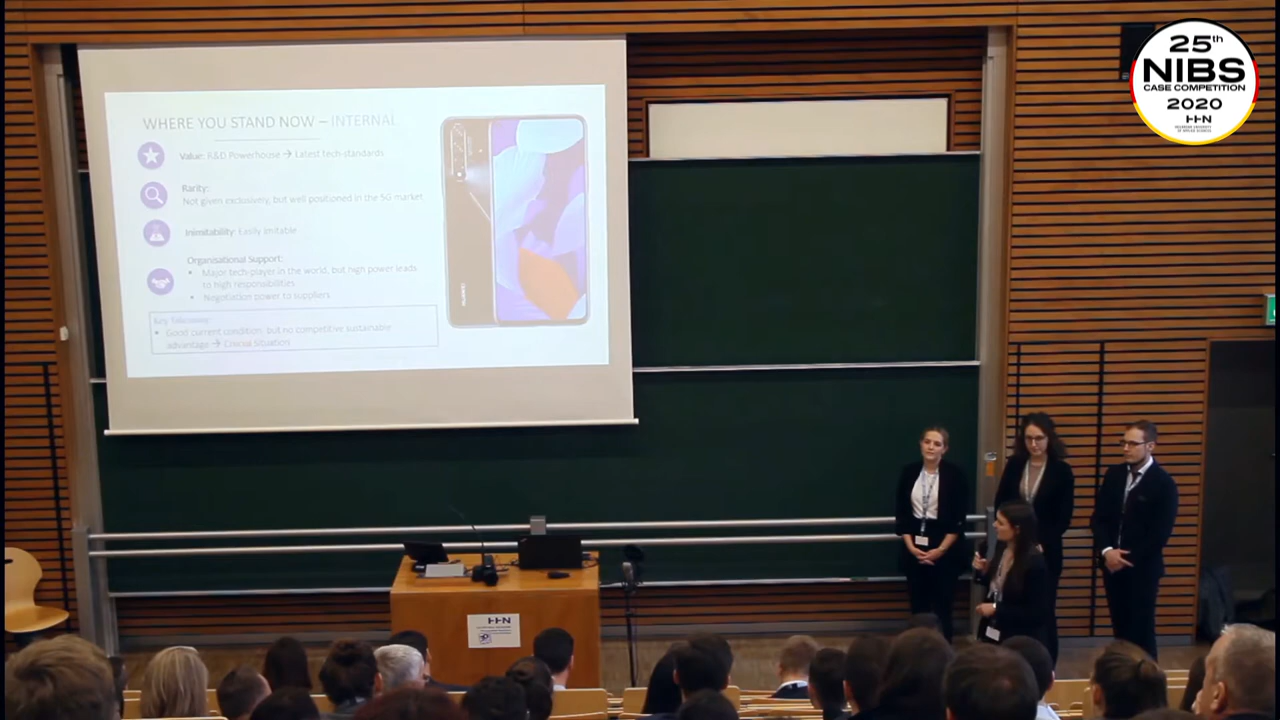 WHERE YOU STAND NOW – INTERNAL
Value: R&D Powerhouse → Latest tech-standards
Rarity:
Not given exclusively, but well positioned in the 5G market
Inimitability: Easily imitable
Organisational Support:
• Major tech-player in the world, but high power leads
to high responsibilities
• Negotiation power to suppliers
Key Takeaway:
• Good current condition, but no competitive sustainable
advantage → Crucial Situation
HUAWEI
25th
NIBS
CASE COMPETITION
2020
HHN
HHN